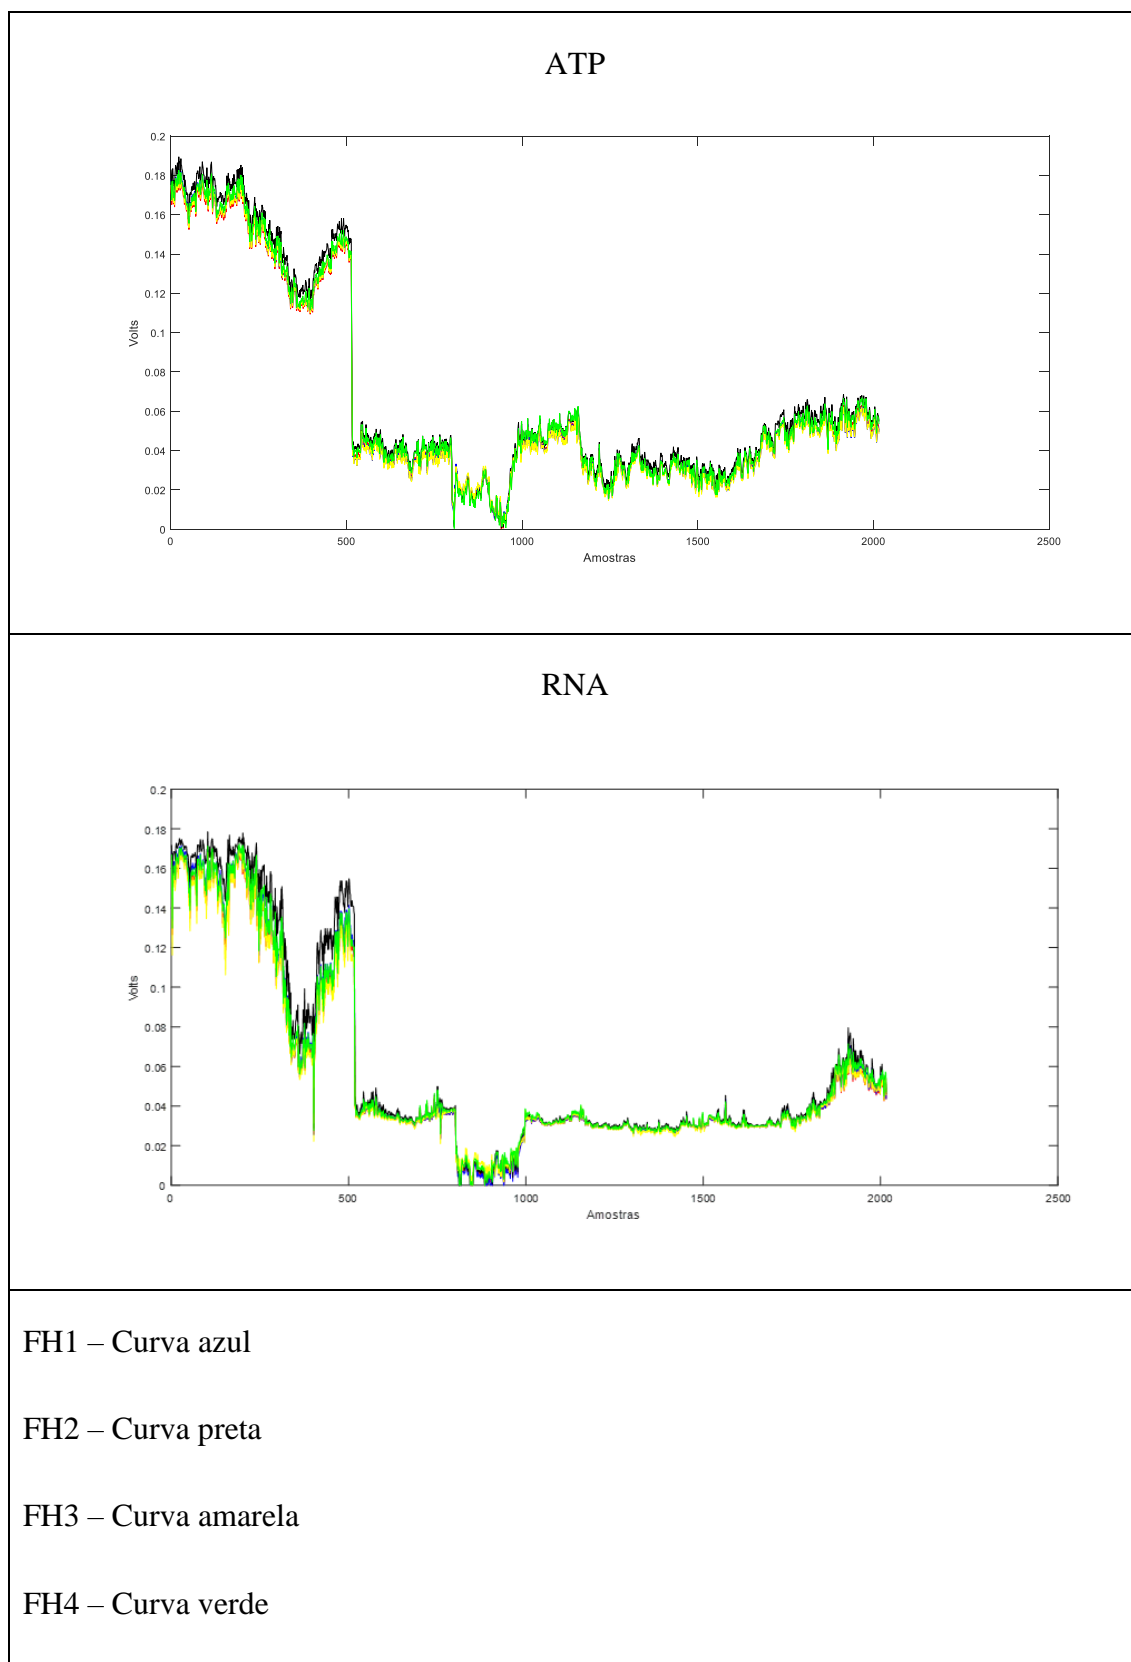 ATP
0.2
0.18
0.16
0.14
0.12
0.1
0.08
0.06
0.04
0.02
0
Volts
0 500 1000 1500 2000 2500
Amostras
RNA
0.2
0.18
0.16
0.14
0.12
0.1
0.08
0.06
0.04
0.02
0
Volts
0 500 1000 1500 2000 2500
Amostras
FH1 – Curva azul
FH2 – Curva preta
FH3 – Curva amarela
FH4 – Curva verde